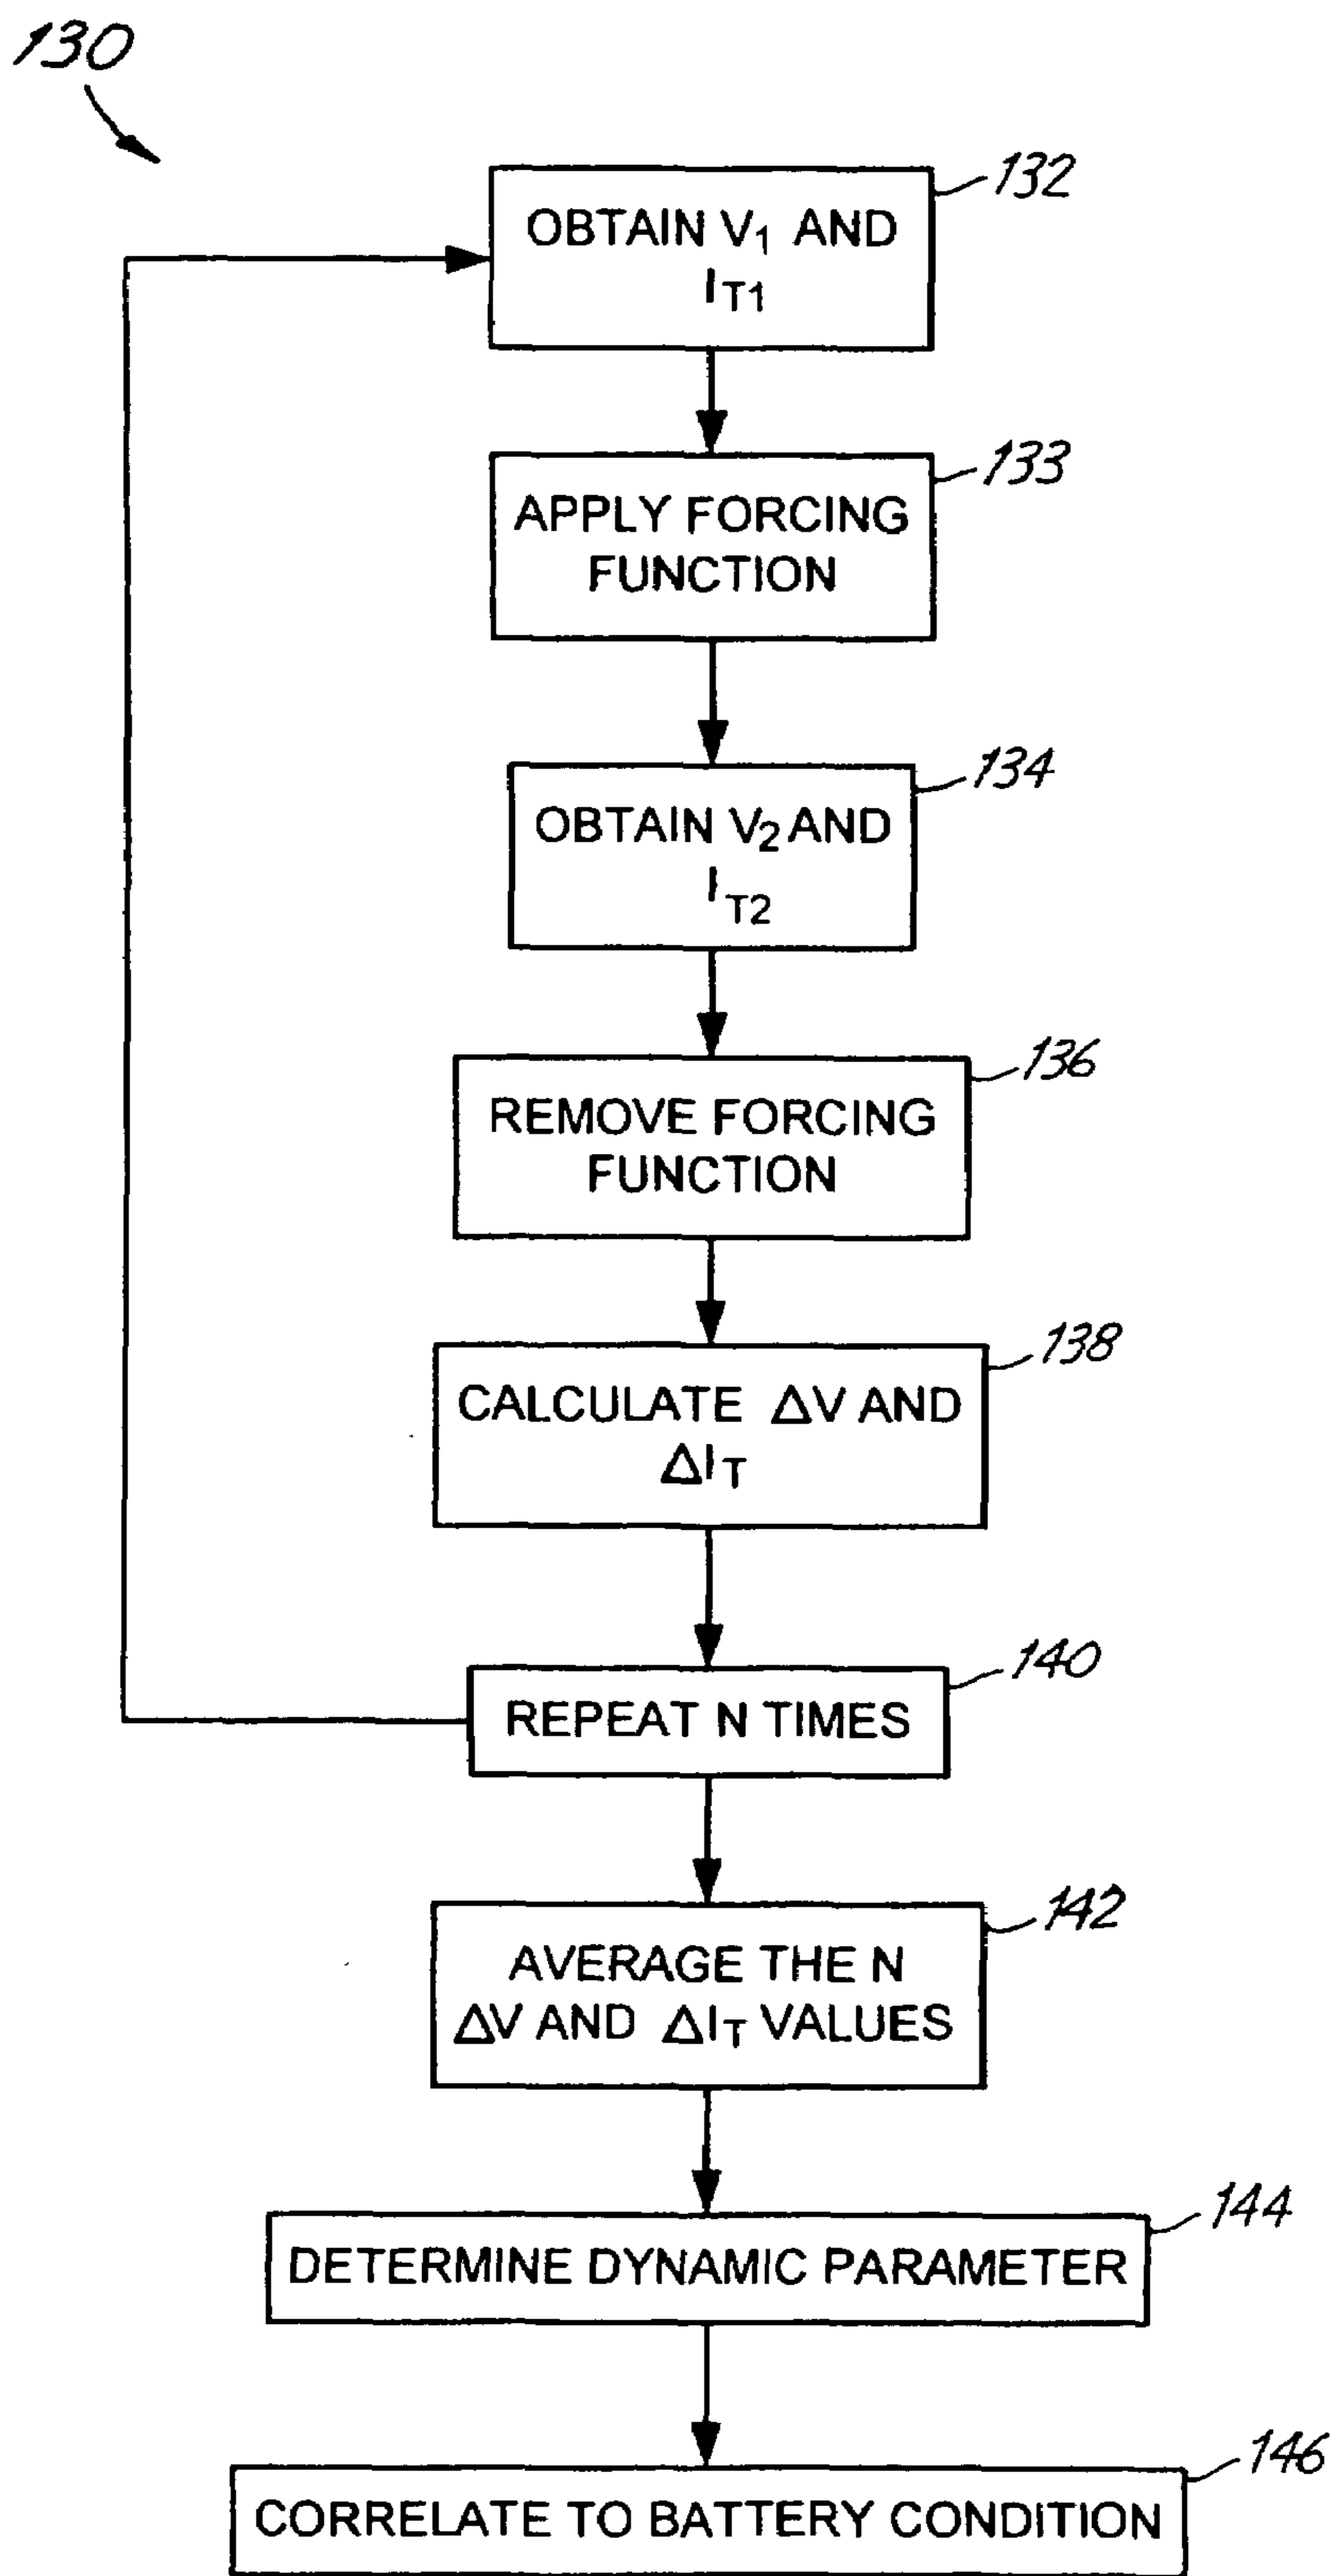 130
132
OBTAIN V1 AND
IT1
133
APPLY FORCING
FUNCTION
134
OBTAIN V2 AND
IT2
136
REMOVE FORCING
FUNCTION
138
CALCULATE ΔV AND
ΔIT
140
REPEAT N TIMES
142
AVERAGE THE N
ΔV AND ΔIT VALUES
144
DETERMINE DYNAMIC PARAMETER
146
CORRELATE TO BATTERY CONDITION